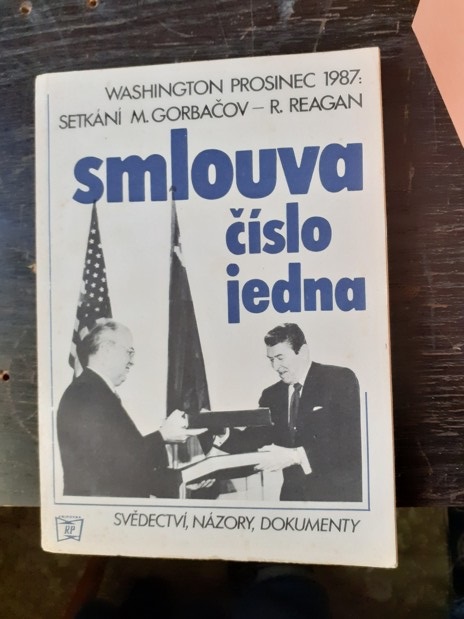 WASHINGTON PROSINEC 1987:
SETKÁNÍ M. GORBAČOV – R. REAGAN
smlouva
číslo
jedna
RP
SVĚDECTVÍ, NÁZORY, DOKUMENTY